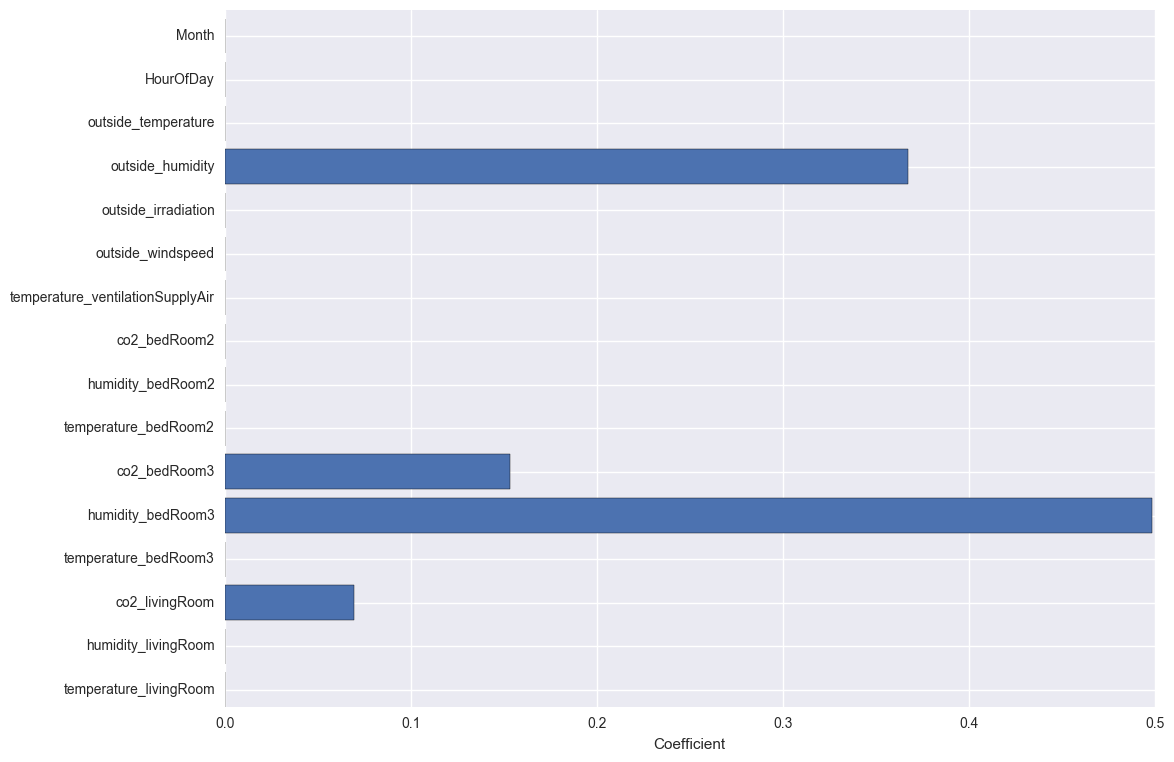 Month
HourOfDay
outside_temperature
outside_humidity
outside_irradiation
outside_windspeed
temperature_ventilationSupplyAir
co2_bedRoom2
humidity_bedRoom2
temperature_bedRoom2
co2_bedRoom3
humidity_bedRoom3
temperature_bedRoom3
co2_livingRoom
humidity_livingRoom
temperature_livingRoom
0.0 0.1 0.2 0.3 0.4 0.5
Coefficient